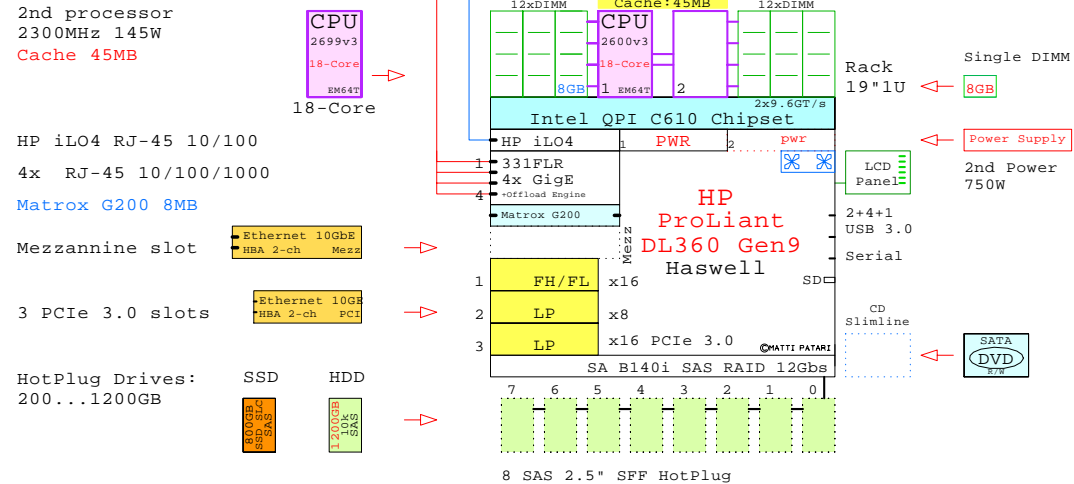 2nd processor
2300MHz 145W
Cache 45MB
CPU
2699v3
18-Core
EM64T
18-Core
12xDIMM
Cache:45MB
12xDIMM
CPU
2600v3
18-Core
8GB
1 EM64T
2
Rack
19"1U
Single DIMM
8GB
2x9.6GT/s
Intel QPI C610 Chipset
HP iLO4 RJ-45 10/100
HP iLO4
1 PWR
2 pwr
Power Supply
2nd Power
750W
4x RJ-45 10/100/1000
1 331FLR
4x GigE
4 +Offload Engine
LCD
Panel
Matrox G200 8MB
Matrox G200
HP
ProLiant
DL360 Gen9
Haswell
2+4+1
USB 3.0
Serial
SD
Mezzannine slot
Ethernet 10GbE
HBA 2-ch Mezz
Mezz
1 FH/FL x16
3 PCIe 3.0 slots
Ethernet 10GE
HBA 2-ch PCI
2 LP x8
3 LP x16 PCIe 3.0
©MATTI PATARI
CD
Slimline
SATA
DVD
R/W
SA B140i SAS RAID 12Gbs
HotPlug Drives:
200...1200GB
SSD
HDD
800GB
SSD SLC
SAS
1200GB
10k
SAS
7 6 5 4 3 2 1 0
8 SAS 2.5" SFF HotPlug